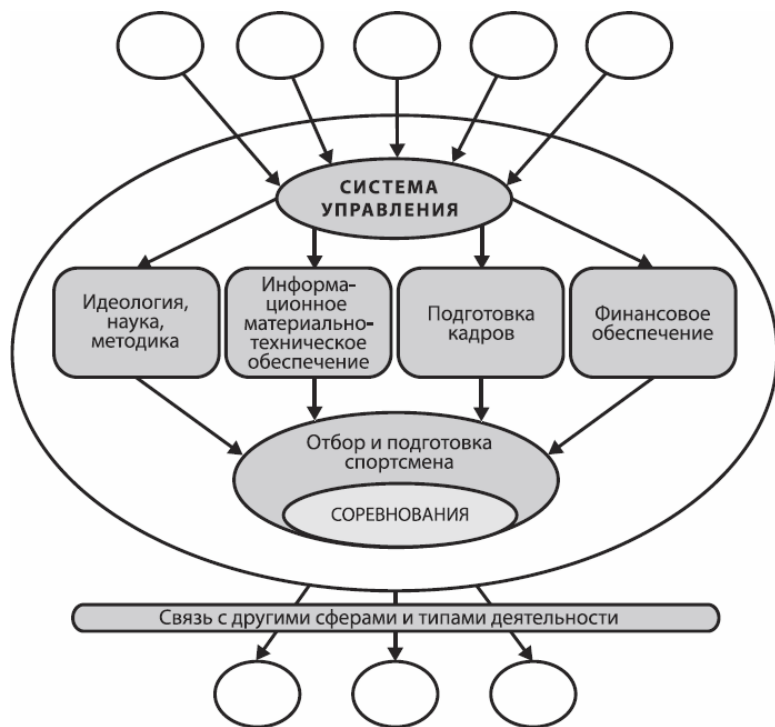 СИСТЕМА
УПРАВЛЕНИЯ
Идеология,
наука,
методика
Информа-
ционное
материально-
техническое
обеспечение
Подготовка
кадров
Финансовое
обеспечение
Отбор и подготовка
спортсмена
СОРЕВНОВАНИЯ
Связь с другими сферами и типами деятельности